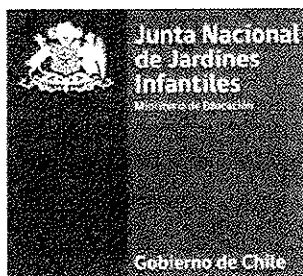 Junta Nacional
de Jardines
Infantiles
Ministerio de Educación
Gobierno de Chile